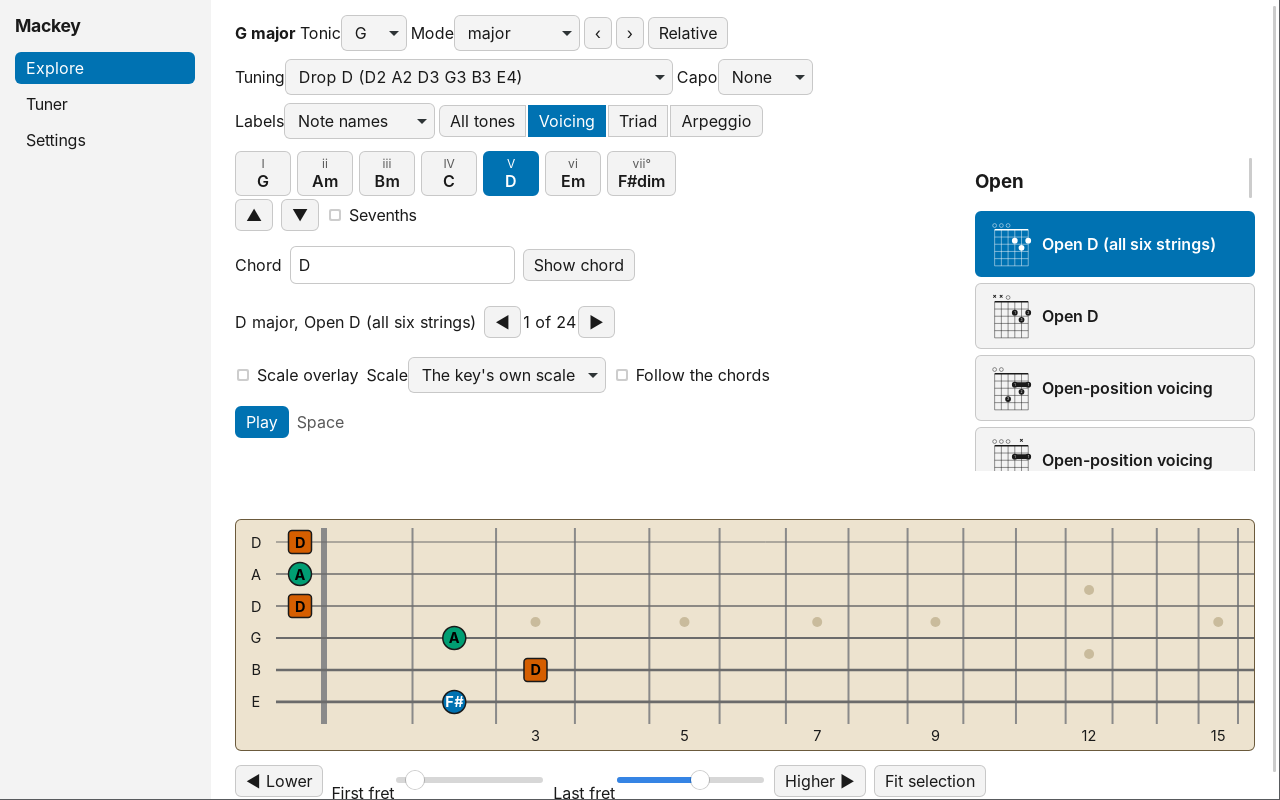 Mackey
Explore
Tuner
Settings
G major Tonic G Mode major ‹ › Relative
Tuning Drop D (D2 A2 D3 G3 B3 E4) Capo None
Labels Note names All tones Voicing Triad Arpeggio
I ii iii IV V vi vii°
G Am Bm C D Em F#dim
▲ ▼ Sevenths
Chord D Show chord
D major, Open D (all six strings) ◀ 1 of 24 ▶
Scale overlay Scale The key's own scale Follow the chords
Play Space
Open
Open D (all six strings)
Open D
Open-position voicing
Open-position voicing
D D
A A
D D
G A
B D
E F#
3 5 7 9 12 15
◀ Lower First fret Last fret Higher ▶ Fit selection